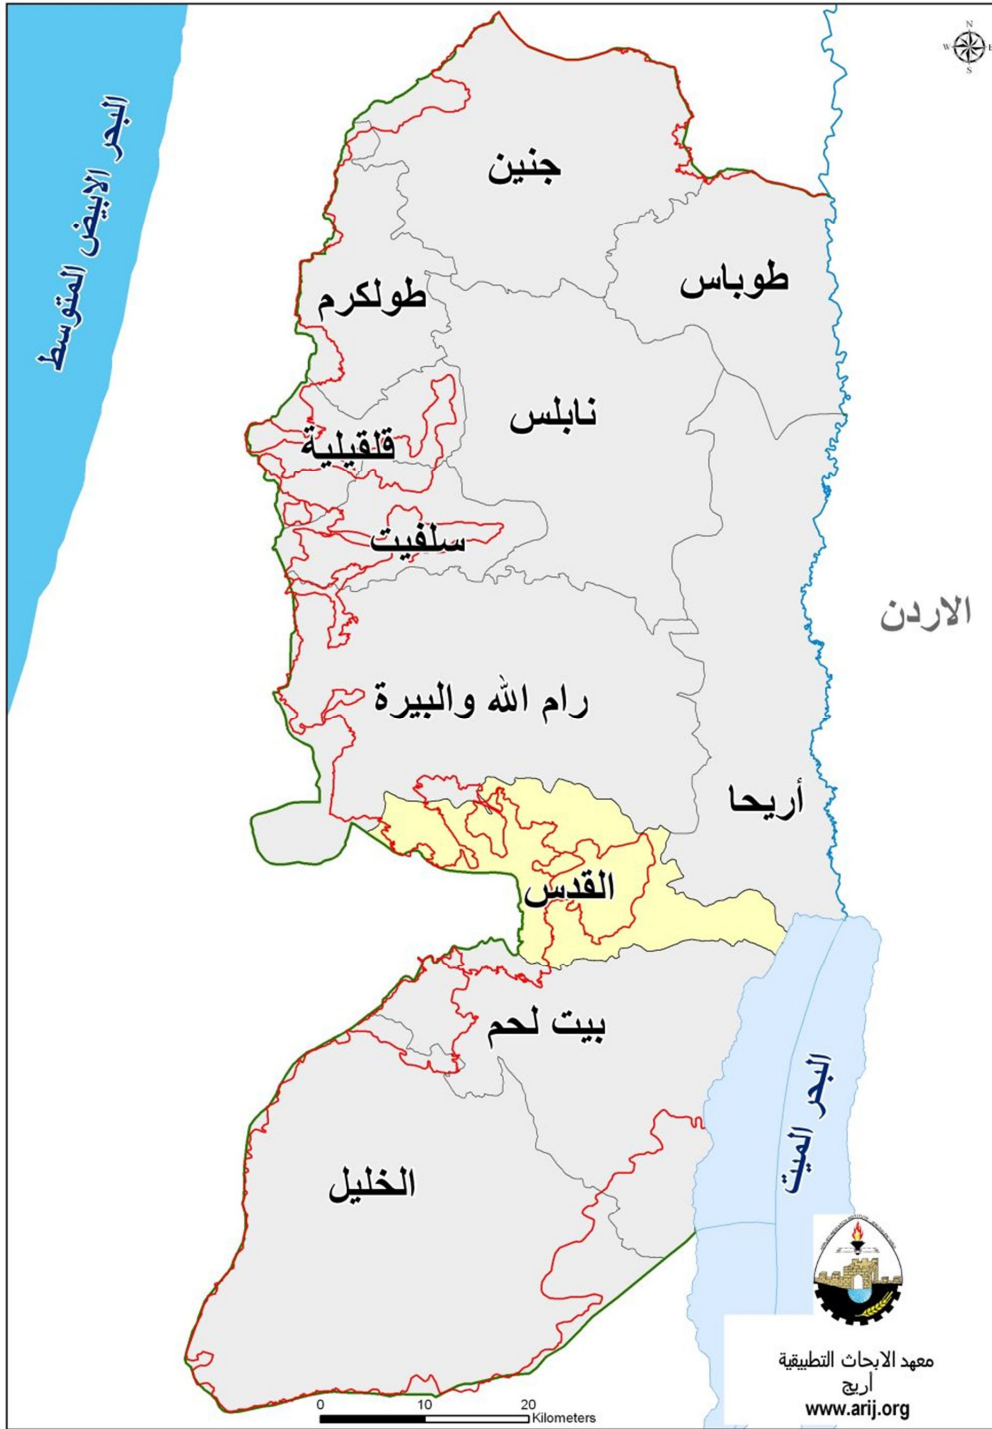 N
W
E
S
البحر الابيض المتوسط
جنين
طوباس
طولكرم
نابلس
قلقيلية
سلفيت
الاردن
رام الله والبيرة
أريحا
القدس
بيت لحم
البحر الميت
الخليل
معهد الابحاث التطبيقية
أريج
www.arij.org
0 10 20
Kilometers